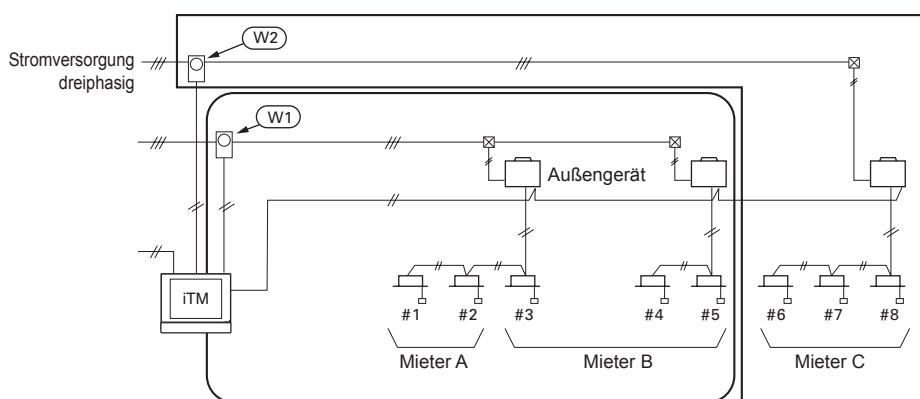 W2
Stromversorgung
dreiphasig
W1
Außengerät
iTM
#1 #2 #3 #4 #5 #6 #7 #8
Mieter A Mieter B Mieter C